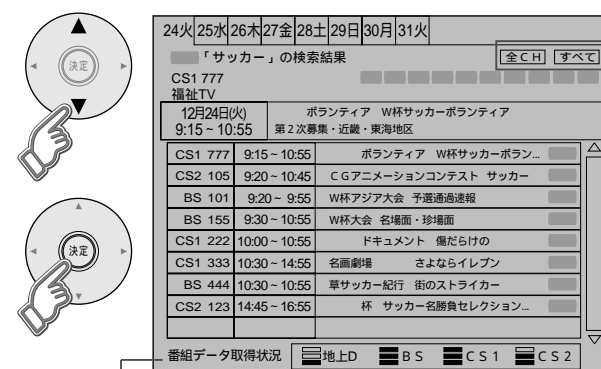 決定
決定
24火 25水 26木 27金 28土 29日 30月 31火
「サッカー」の検索結果 全CH すべて
CS1 777
福祉TV
12月24日(火) ボランティア W杯サッカーボランティア
9:15~10:55 第2次募集・近畿・東海地区
CS1 777 9:15~10:55 ボランティア W杯サッカーボラン...
CS2 105 9:20~10:45 CGアニメーションコンテスト サッカー
BS 101 9:20~ 9:55 W杯アジア大会 予選通過速報
BS 155 9:30~10:55 W杯大会 名場面・珍場面
CS1 222 10:00~10:55 ドキュメント 傷だらけの
CS1 333 10:30~14:55 名画劇場 さよならイレブン
BS 444 10:30~10:55 草サッカー紀行 街のストライカー
CS2 123 14:45~16:55 杯 サッカー名勝負セレクション...
番組データ取得状況 地上D BS CS1 CS2